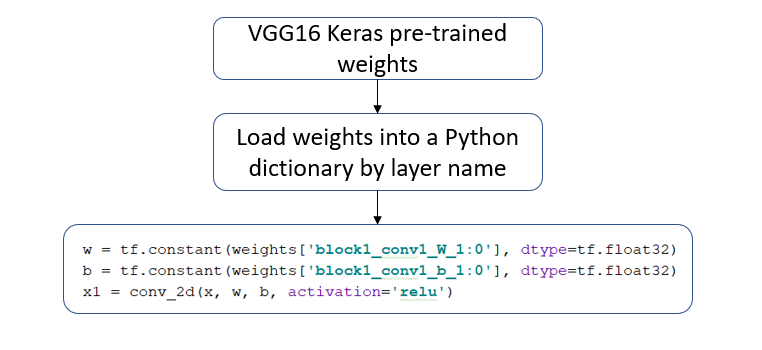 VGG16 Keras pre-trained
weights
Load weights into a Python
dictionary by layer name
w = tf.constant(weights['block1_conv1_W_1:0'], dtype=tf.float32)
b = tf.constant(weights['block1_conv1_b_1:0'], dtype=tf.float32)
x1 = conv_2d(x, w, b, activation='relu')